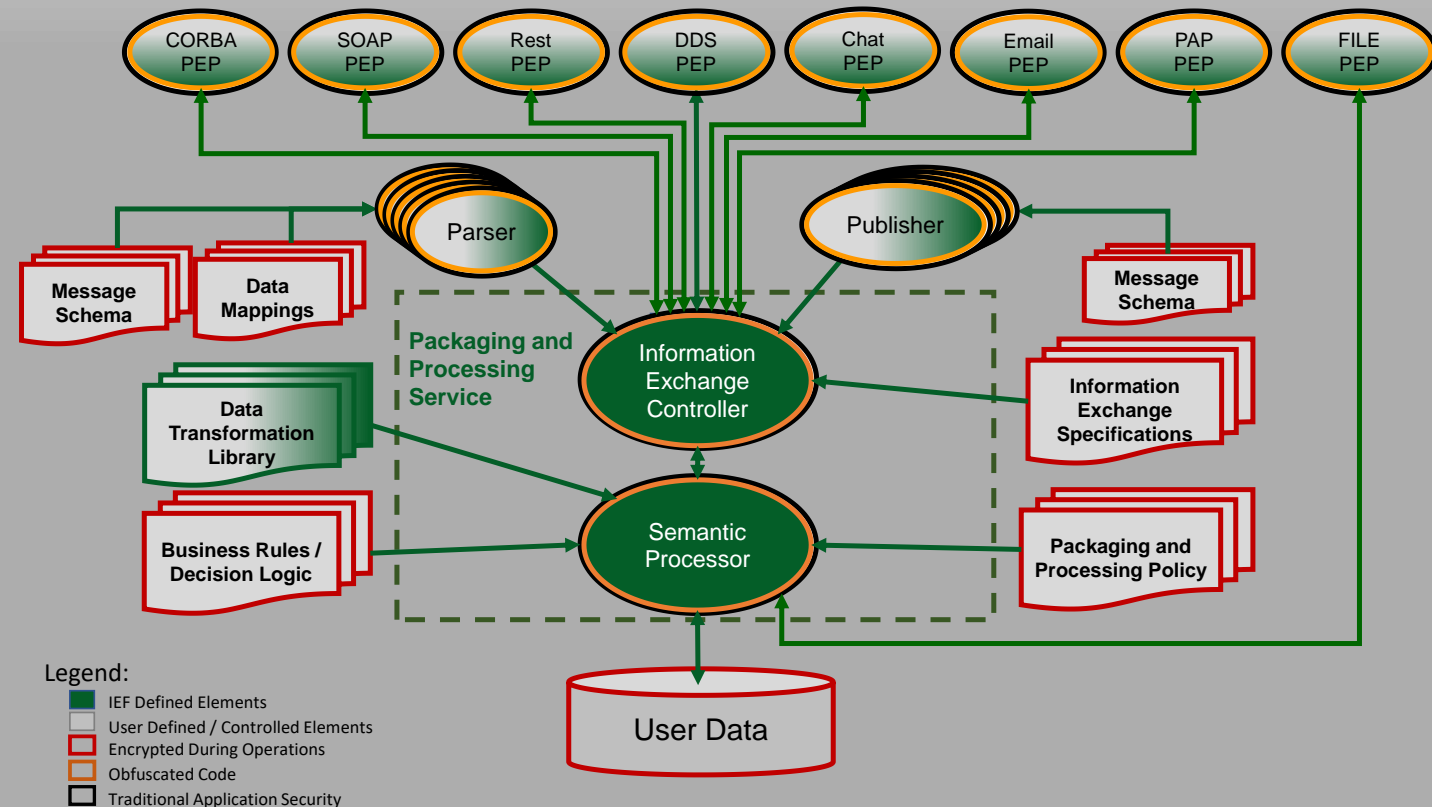 CORBA
PEP
SOAP
PEP
Rest
PEP
DDS
PEP
Chat
PEP
Email
PEP
PAP
PEP
FILE
PEP
Parser
Publisher
Message
Schema
Data
Mappings
Message
Schema
Packaging and
Processing
Service
Information
Exchange
Controller
Data
Transformation
Library
Information
Exchange
Specifications
Business Rules /
Decision Logic
Semantic
Processor
Packaging and
Processing Policy
User Data
Legend:
IEF Defined Elements
User Defined / Controlled Elements
Encrypted During Operations
Obfuscated Code
Traditional Application Security